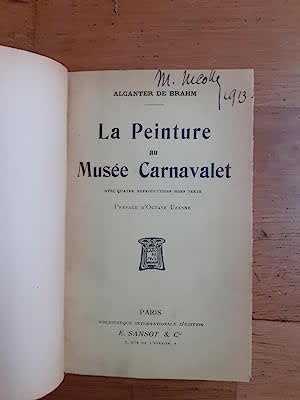 ALCANTER DE BRAHM
1913.
La Peinture
au
Musée Carnavalet
AVEC QUATRE REPRODUCTIONS HORS TEXTE
PRÉFACE D'OCTAVE UZANNE
PARIS
BIBLIOTHÈQUE INTERNATIONALE D'ÉDITION
E. SANSOT & Cie